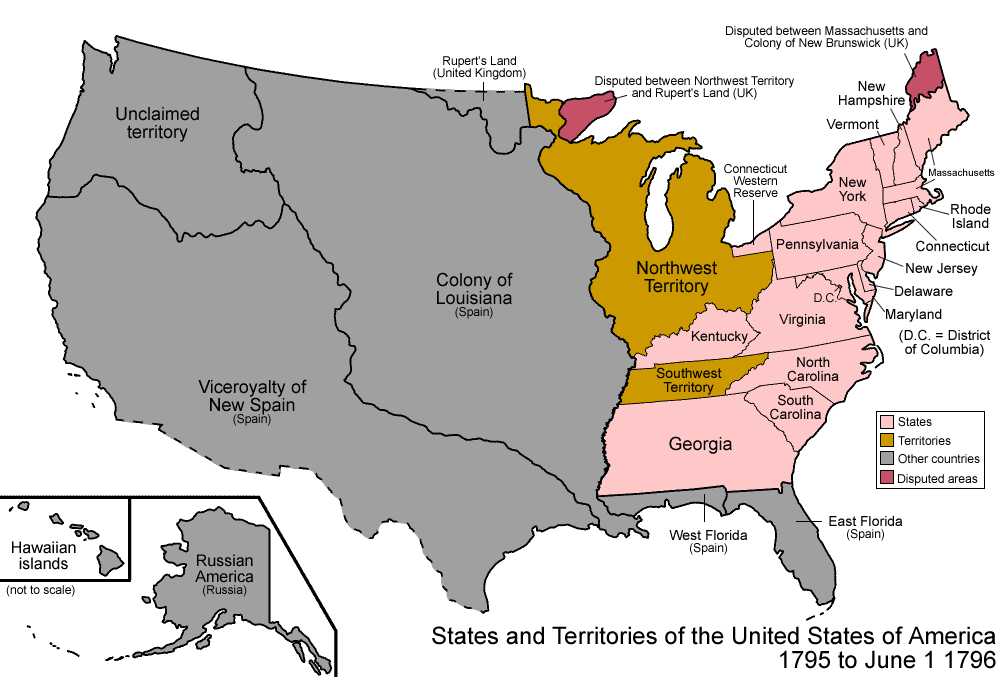 Disputed between Massachusetts and
Colony of New Brunswick (UK)
Rupert's Land
(United Kingdom)
Disputed between Northwest Territory
and Rupert's Land (UK)
New
Hampshire
Vermont
Unclaimed
territory
Connecticut
Western
Reserve
Massachusetts
New
York
Rhode
Island
Connecticut
Pennsylvania
New Jersey
Northwest
Territory
Colony of
Louisiana
(Spain)
Delaware
D.C.
Maryland
Virginia
(D.C. = District
of Columbia)
Kentucky
North
Carolina
Southwest
Territory
Viceroyalty of
New Spain
(Spain)
South
Carolina
Georgia
States
Territories
Other countries
Disputed areas
West Florida
(Spain)
East Florida
(Spain)
Hawaiian
islands
(not to scale)
Russian
America
(Russia)
States and Territories of the United States of America
1795 to June 1 1796